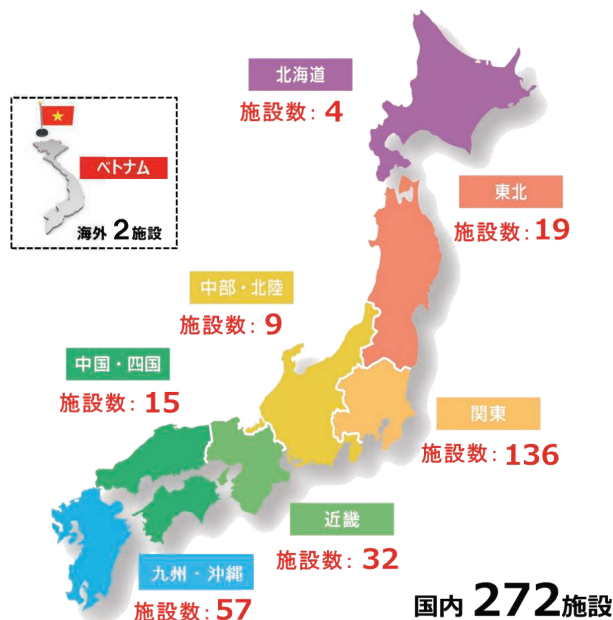 北海道
施設数: 4
ベトナム
海外 2施設
東北
施設数: 19
中部・北陸
施設数: 9
中国・四国
施設数: 15
関東
施設数: 136
近畿
施設数: 32
九州・沖縄
施設数: 57
国内 272施設